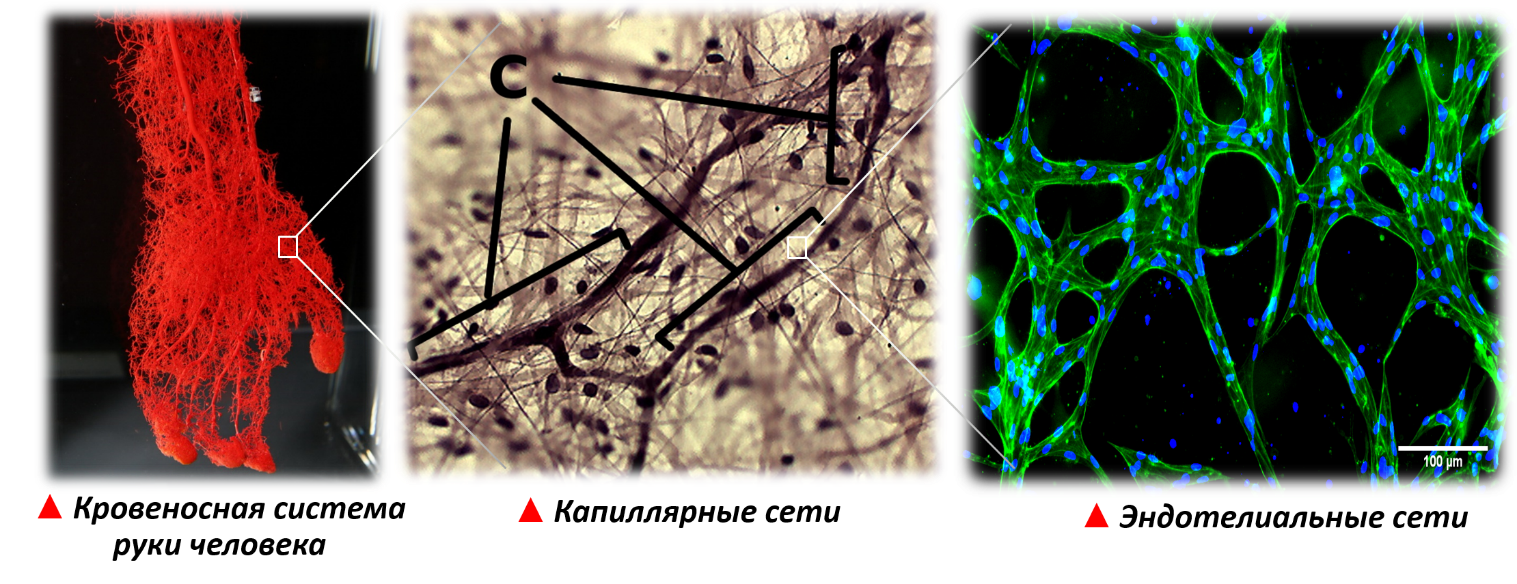 C
100 µm
▲ Кровеносная система
руки человека
▲ Капиллярные сети
▲ Эндотелиальные сети